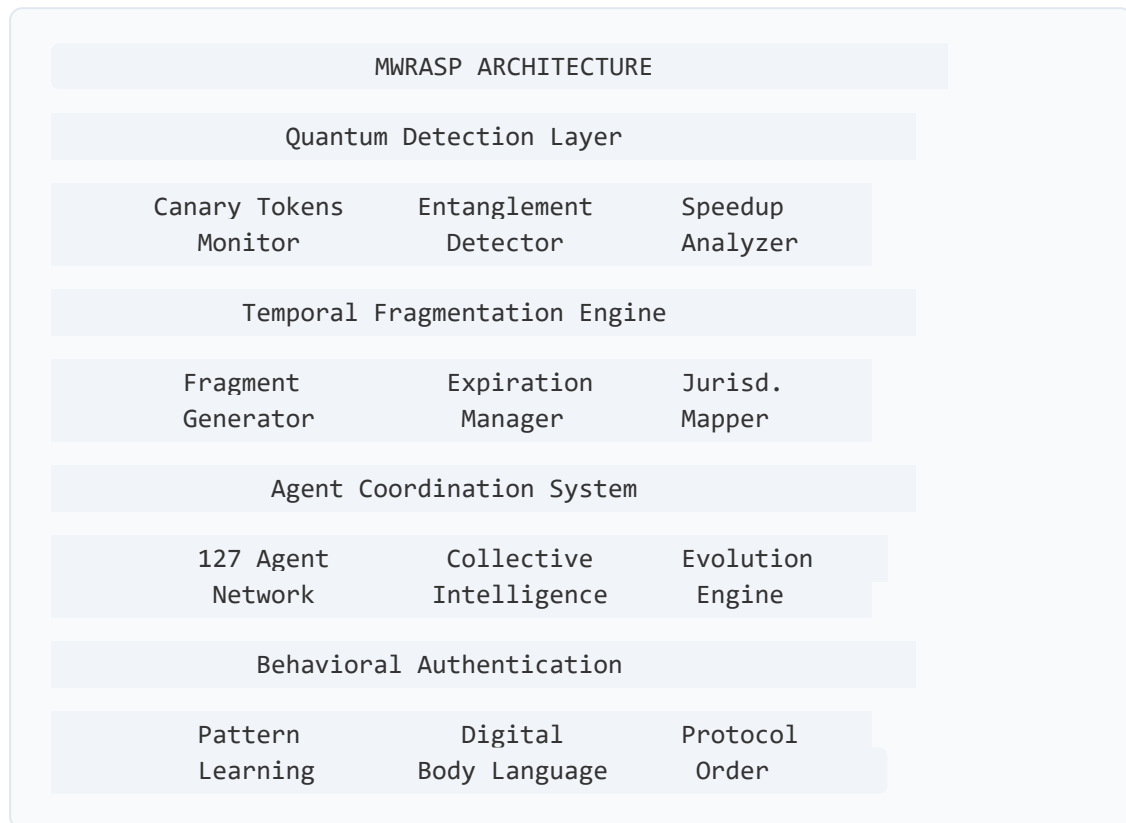 MWRASP ARCHITECTURE
Quantum Detection Layer
Canary Tokens Entanglement Speedup
Monitor Detector Analyzer
Temporal Fragmentation Engine
Fragment Expiration Jurisd.
Generator Manager Mapper
Agent Coordination System
127 Agent Collective Evolution
Network Intelligence Engine
Behavioral Authentication
Pattern Digital Protocol
Learning Body Language Order